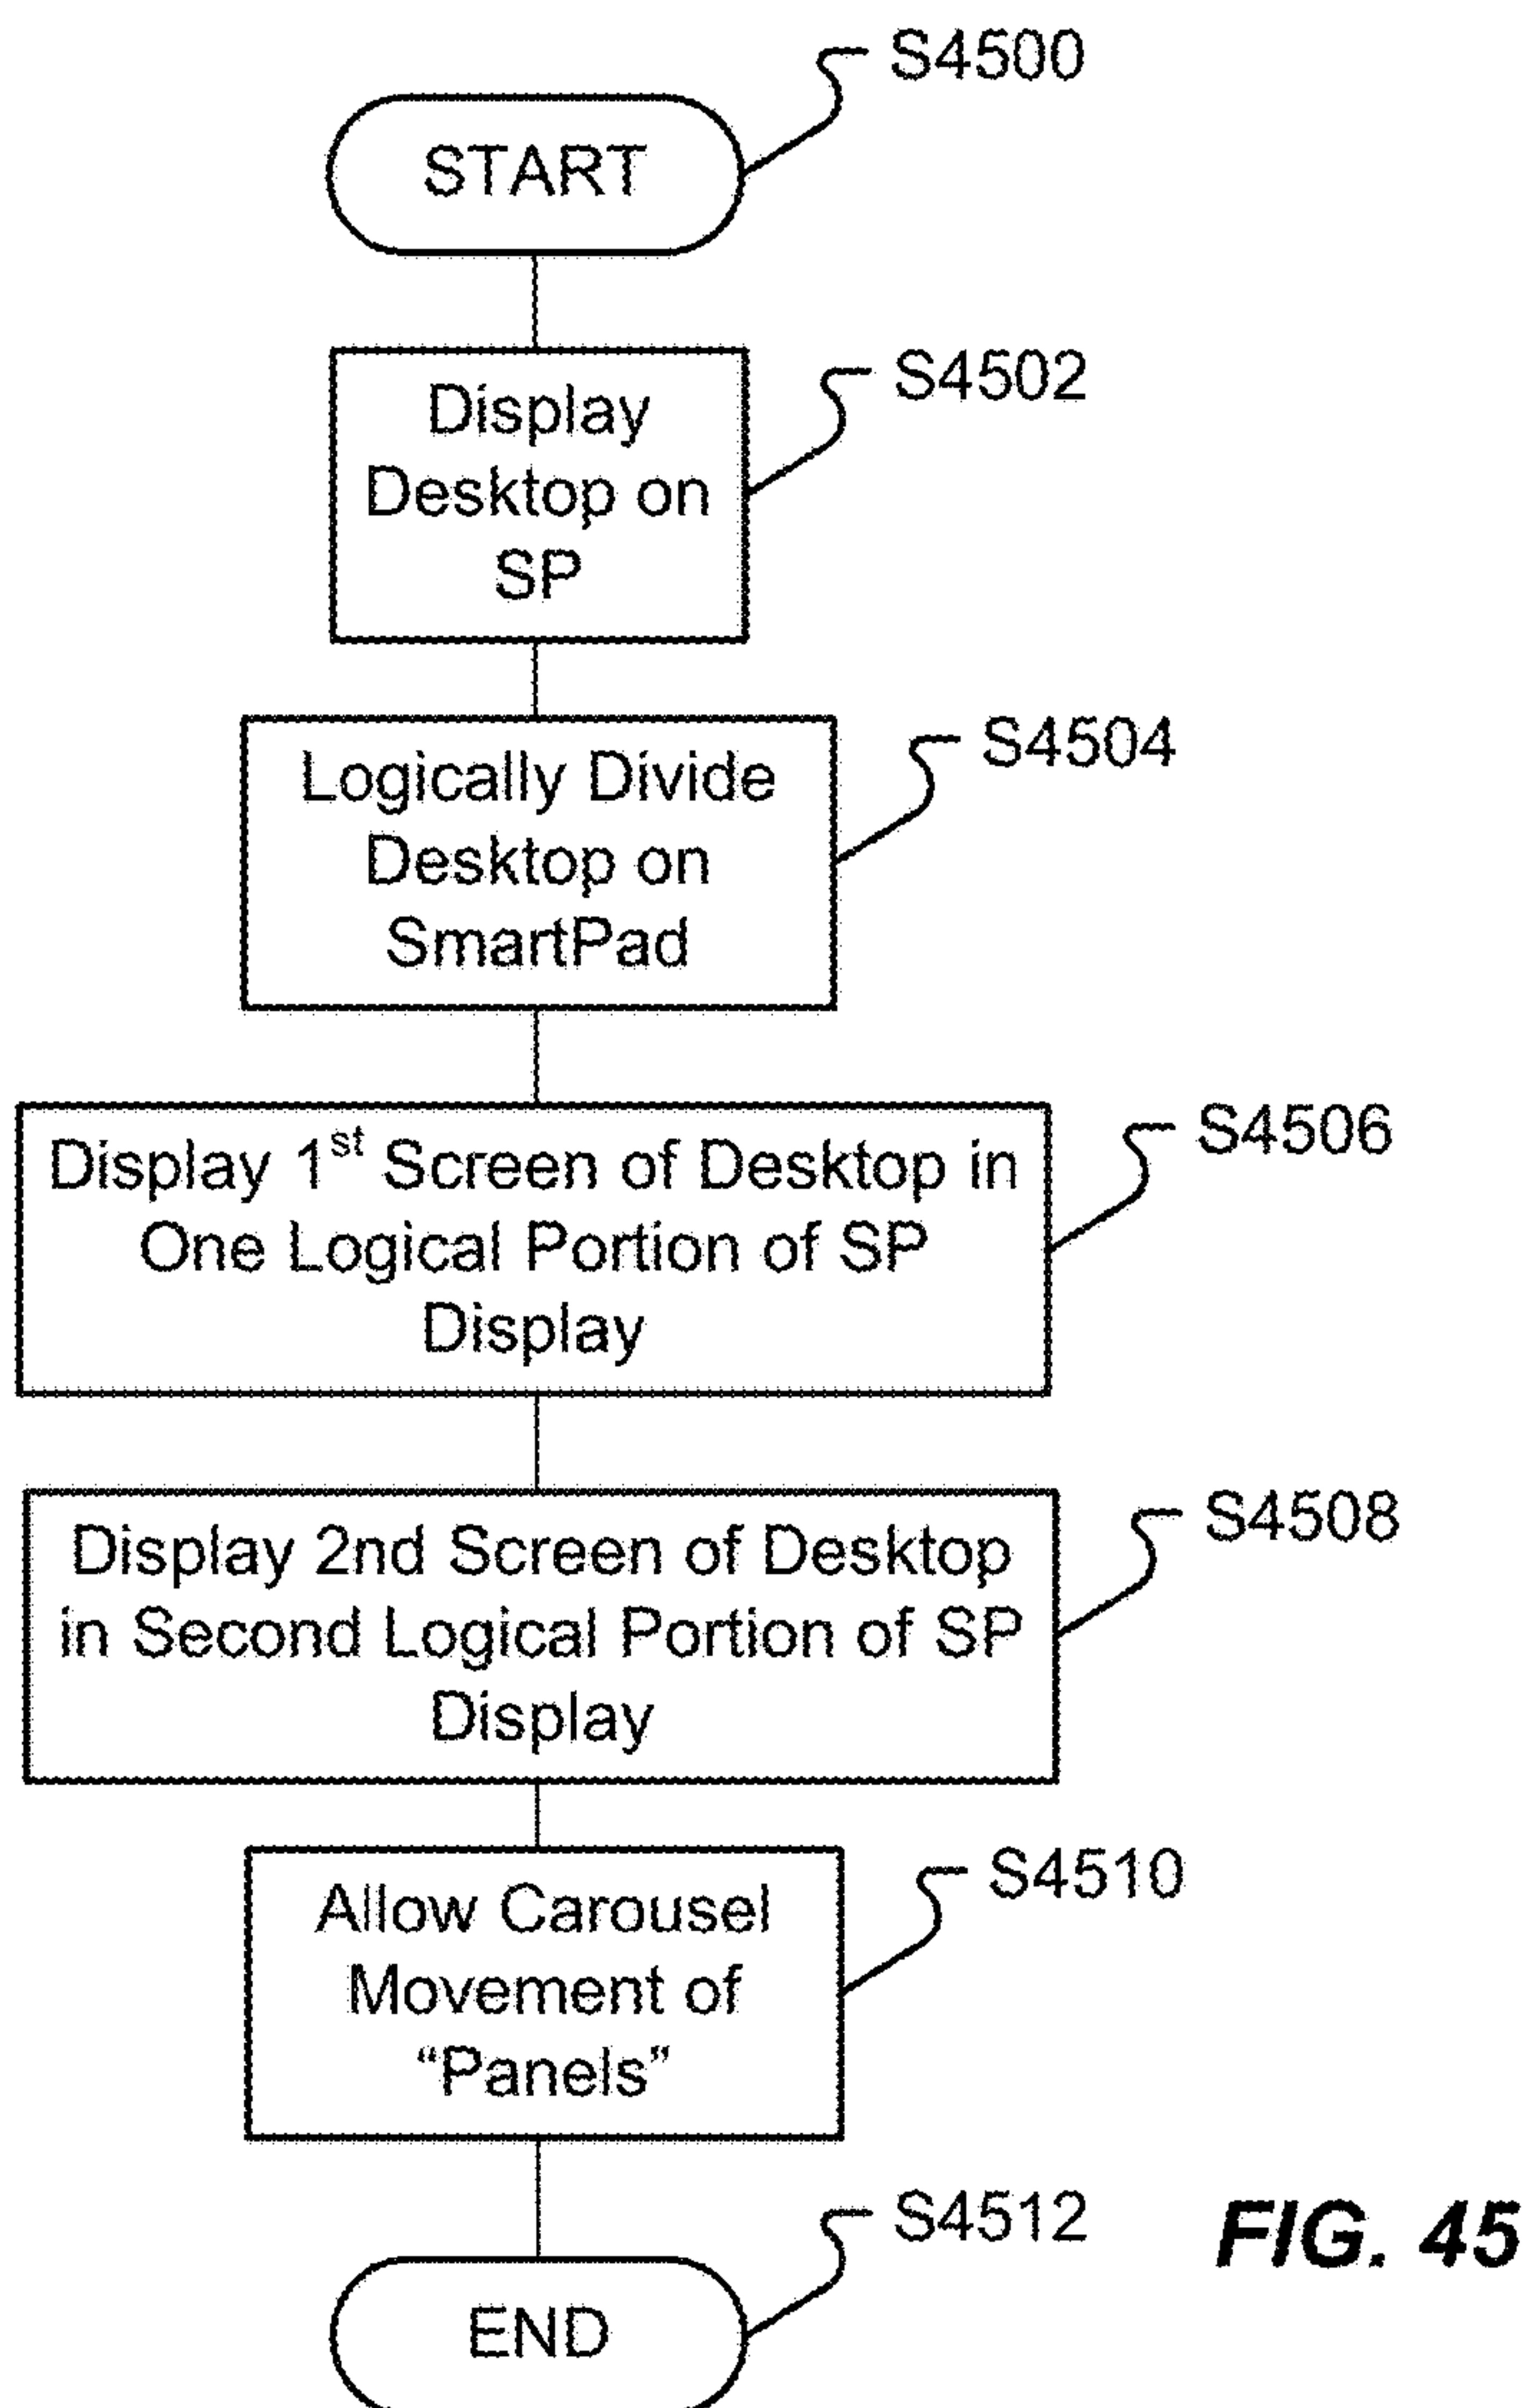 S4500
START
S4502
Display
Desktop on
SP
S4504
Logically Divide
Desktop on
SmartPad
S4506
Display 1st Screen of Desktop in
One Logical Portion of SP
Display
S4508
Display 2nd Screen of Desktop
in Second Logical Portion of SP
Display
S4510
Allow Carousel
Movement of
“Panels”
S4512
END
FIG. 45